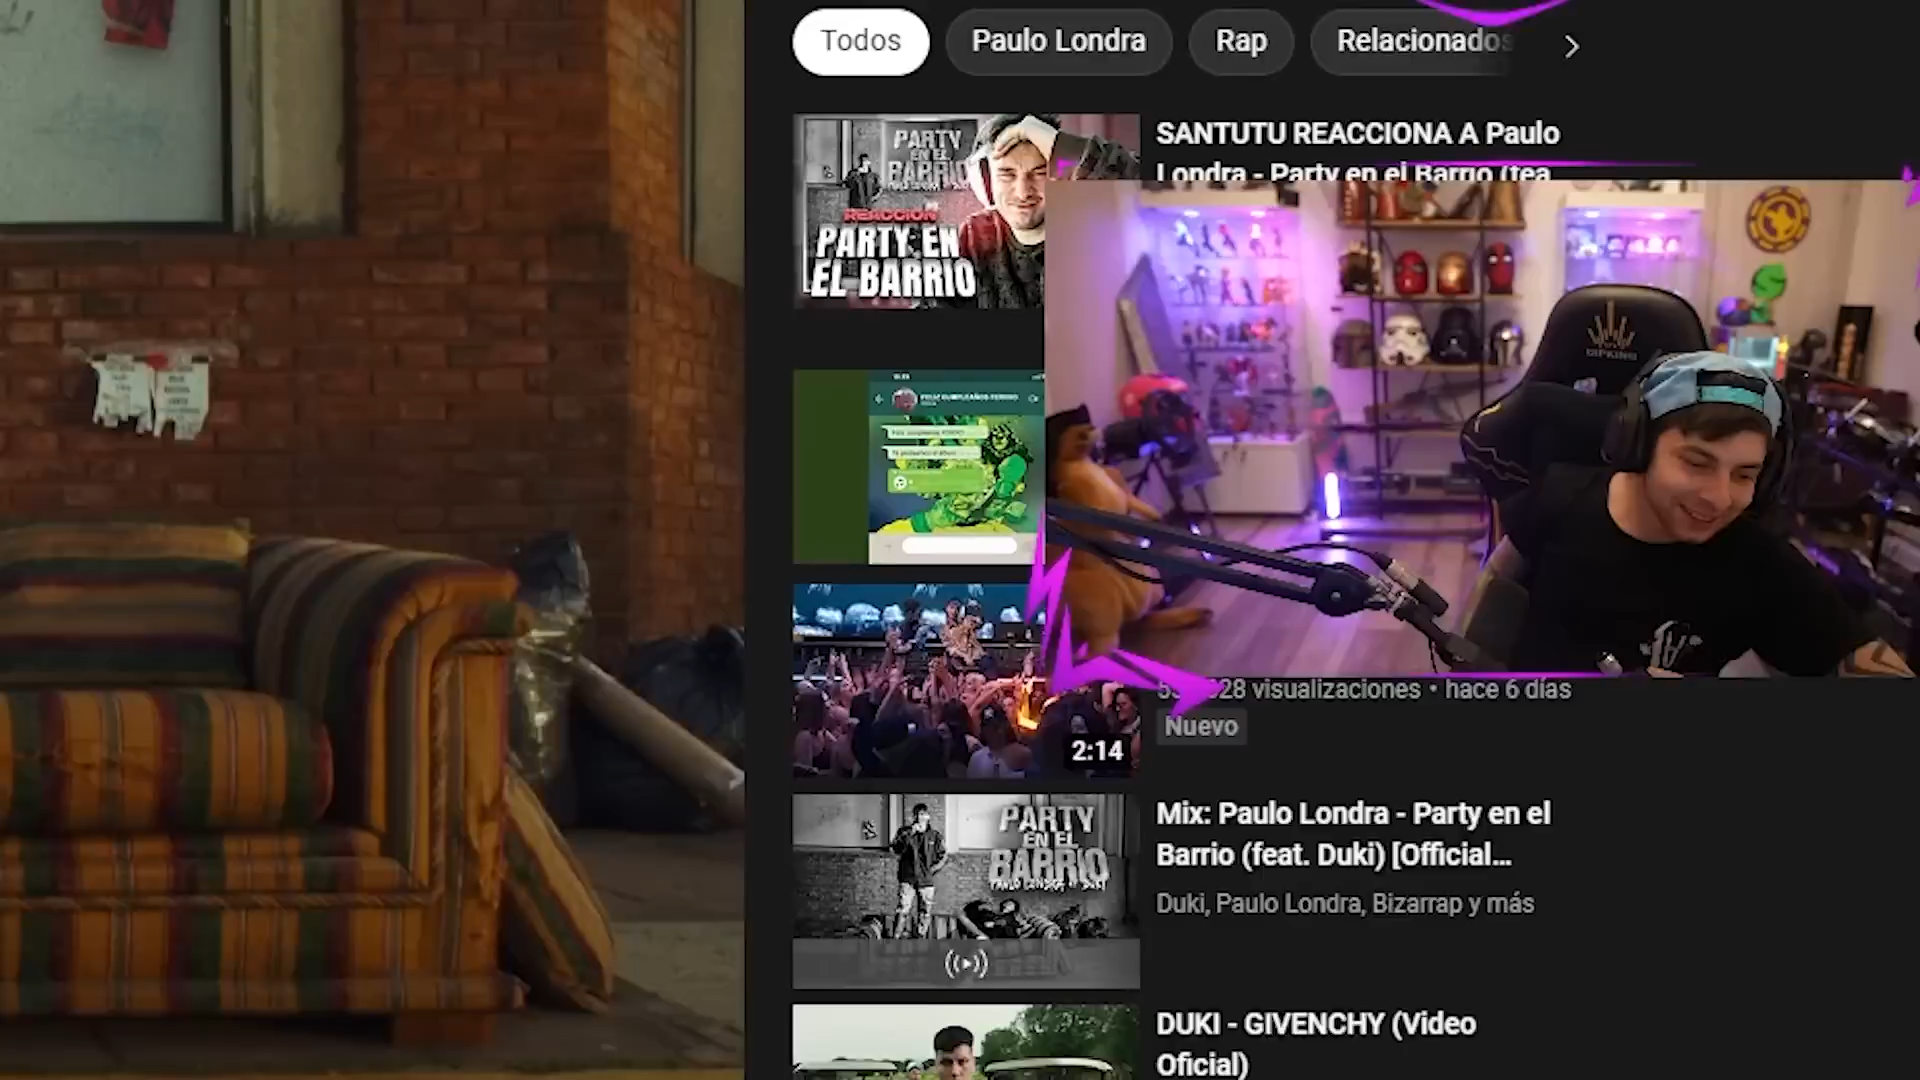 Todos
Paulo Londra
Rap
Relacionados
SANTUTU REACCIONA A Paulo
Londra - Party en el Barrio (fea
PARTY
EN EL
BARRIO
REACCIÓN
PARTY EN
EL BARRIO
visualizaciones • hace 6 días
Nuevo
2:14
Mix: Paulo Londra - Party en el
Barrio (feat. Duki) [Official...
Duki, Paulo Londra, Bizarrap y más
PARTY
EN EL
BARRIO
DUKI - GIVENCHY (Video
Oficial)